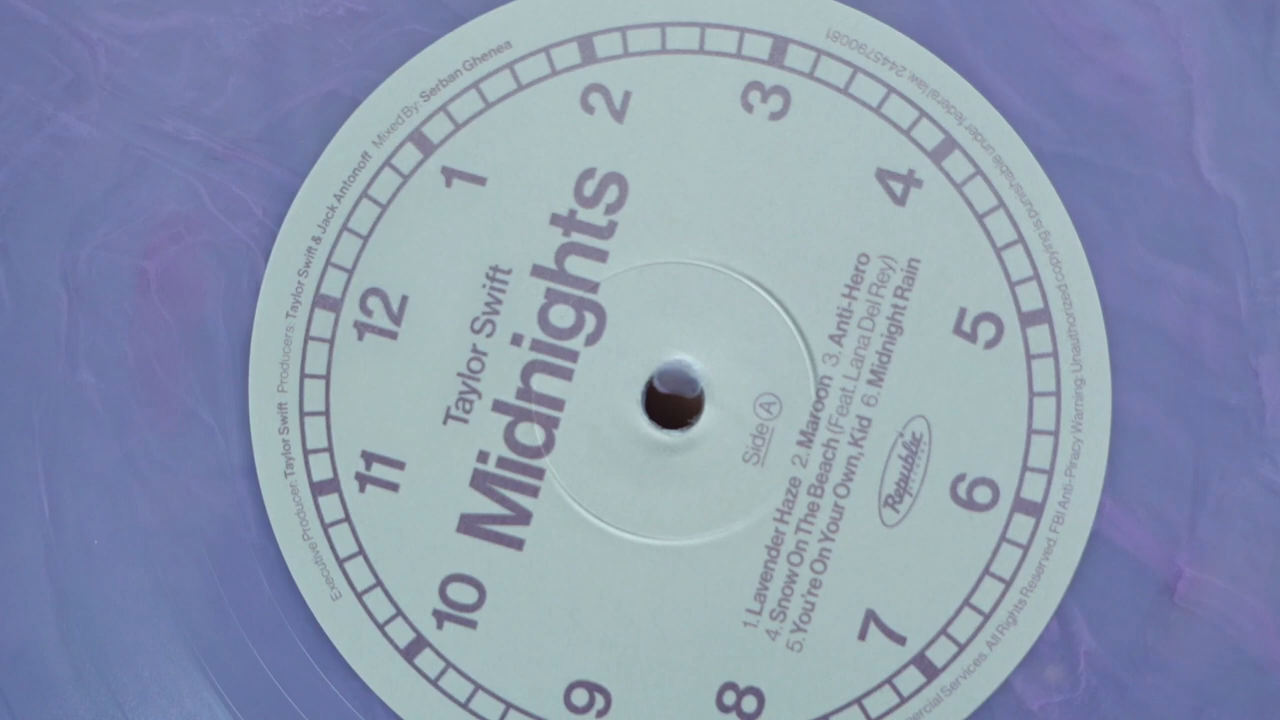 Taylor Swift
Midnights
Side A
1. Lavender Haze 2. Maroon 3. Anti-Hero
4. Snow On The Beach (Feat. Lana Del Rey)
5. You're On Your Own, Kid 6. Midnight Rain
Republic
12
1
2
3
4
5
6
7
8
9
10
11
Executive Producer: Taylor Swift Producers: Taylor Swift & Jack Antonoff Mixed By: Serban Ghenea
Services. All Rights Reserved. FBI Anti-Piracy Warning: Unauthorized copying is punishable under federal law. 2445790081